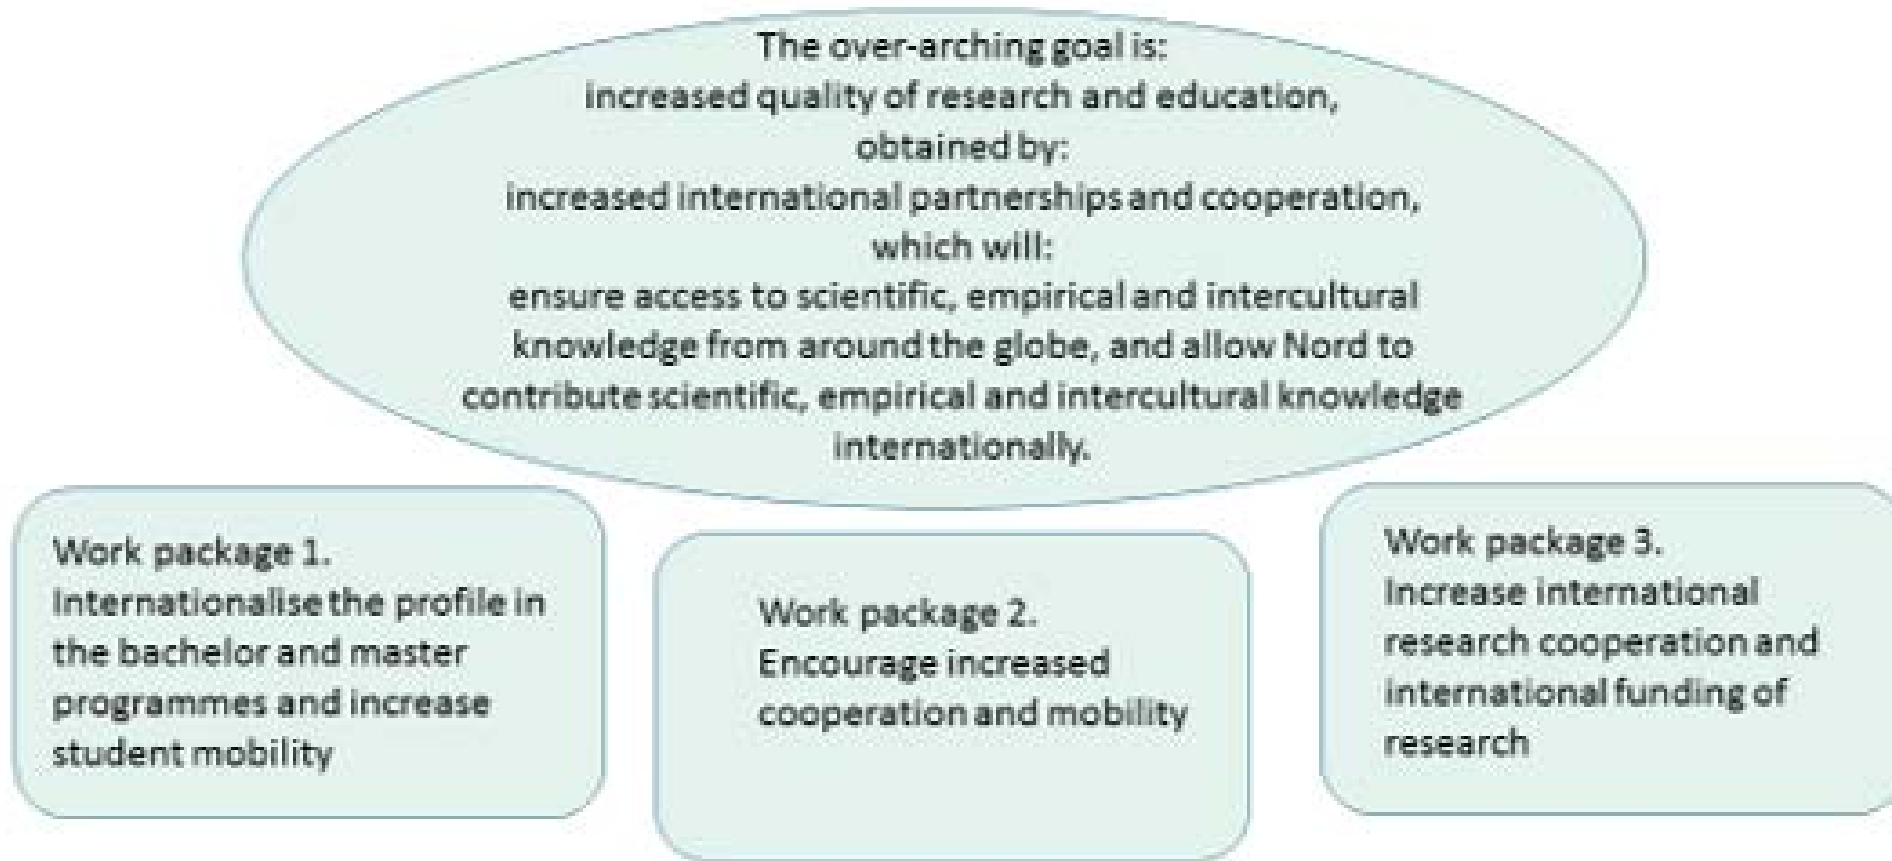 The over-arching goal is:
increased quality of research and education,
obtained by:
increased international partnerships and cooperation,
which will:
ensure access to scientific, empirical and intercultural
knowledge from around the globe, and allow Nord to
contribute scientific, empirical and intercultural knowledge
internationally.
Work package 1.
Internationalise the profile in
the bachelor and master
programmes and increase
student mobility
Work package 2.
Encourage increased
cooperation and mobility
Work package 3.
Increase international
research cooperation and
international funding of
research